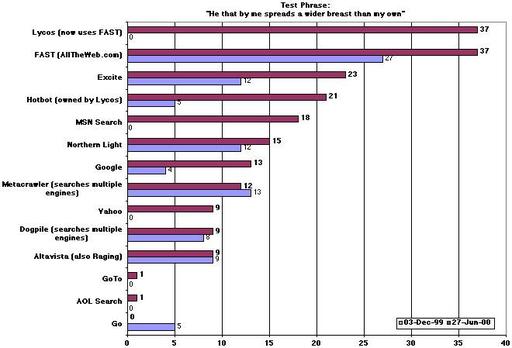 Test Phrase:
"He that by me spreads a wider breast than my own"
Lycos (now uses FAST)
37
0
FAST (AllTheWeb.com)
37
27
Excite
23
12
Hotbot (owned by Lycos)
21
5
MSN Search
18
0
Northern Light
15
12
Google
13
4
Metacrawler (searches multiple
engines)
12
13
Yahoo
9
0
Dogpile (searches multiple
engines)
9
8
Altavista (also Raging)
9
9
GoTo
1
0
AOL Search
1
0
Go
0
5
03-Dec-99 27-Jun-00
0 5 10 15 20 25 30 35 40